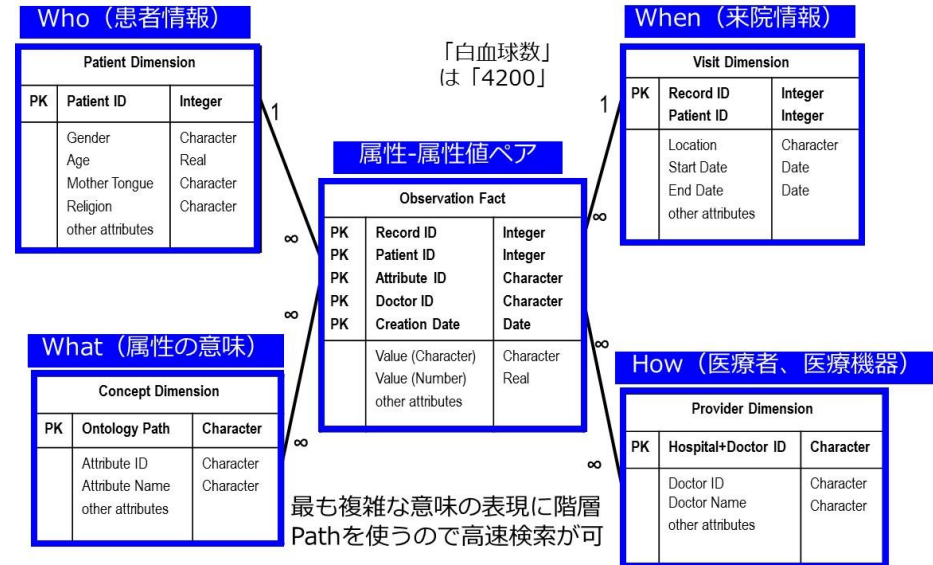 Who（患者情報）
Patient Dimension
PK Patient ID Integer
Gender Character
Age Real
Mother Tongue Character
Religion Character
other attributes
「白血球数」
は「4200」
When（来院情報）
Visit Dimension
PK Record ID Integer
Patient ID Integer
Location Character
Start Date Date
End Date Date
other attributes
1
1
属性-属性値ペア
Observation Fact
PK Record ID Integer
PK Patient ID Integer
PK Attribute ID Character
PK Doctor ID Character
PK Creation Date Date
Value (Character) Character
Value (Number) Real
other attributes
∞
∞
∞
∞
What（属性の意味）
Concept Dimension
PK Ontology Path Character
Attribute ID Character
Attribute Name Character
other attributes
∞
∞
How（医療者、医療機器）
Provider Dimension
PK Hospital+Doctor ID Character
Doctor ID Character
Doctor Name Character
other attributes
最も複雑な意味の表現に階層
Pathを使うので高速検索が可